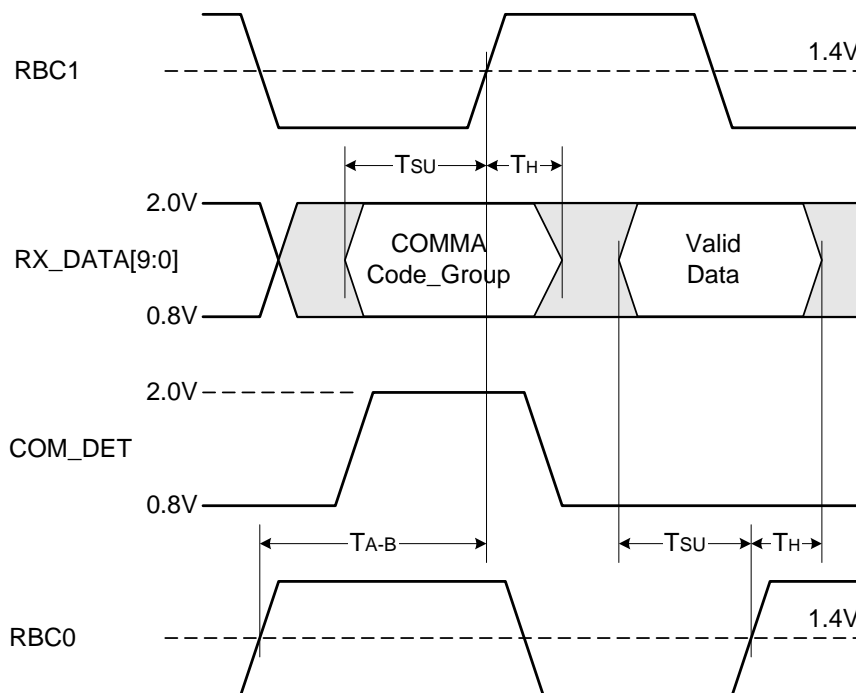 1.4V
RBC1
TSU
TH
2.0V
RX_DATA[9:0]
COMMA
Code_Group
Valid
Data
0.8V
2.0V
COM_DET
0.8V
TA-B
TSU
TH
1.4V
RBC0